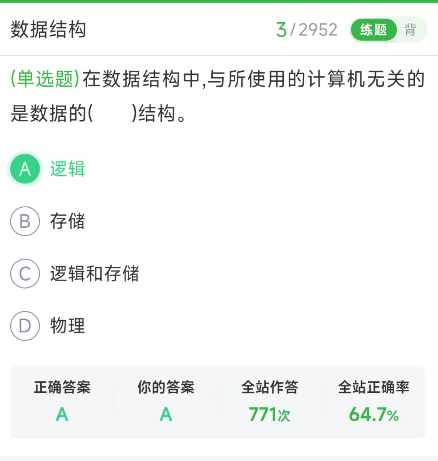 数据结构 3/2952 练题 背
(单选题)在数据结构中,与所使用的计算机无关的
是数据的(  )结构。
A 逻辑
B 存储
C 逻辑和存储
D 物理
正确答案 你的答案 全站作答 全站正确率
A A 771次 64.7%